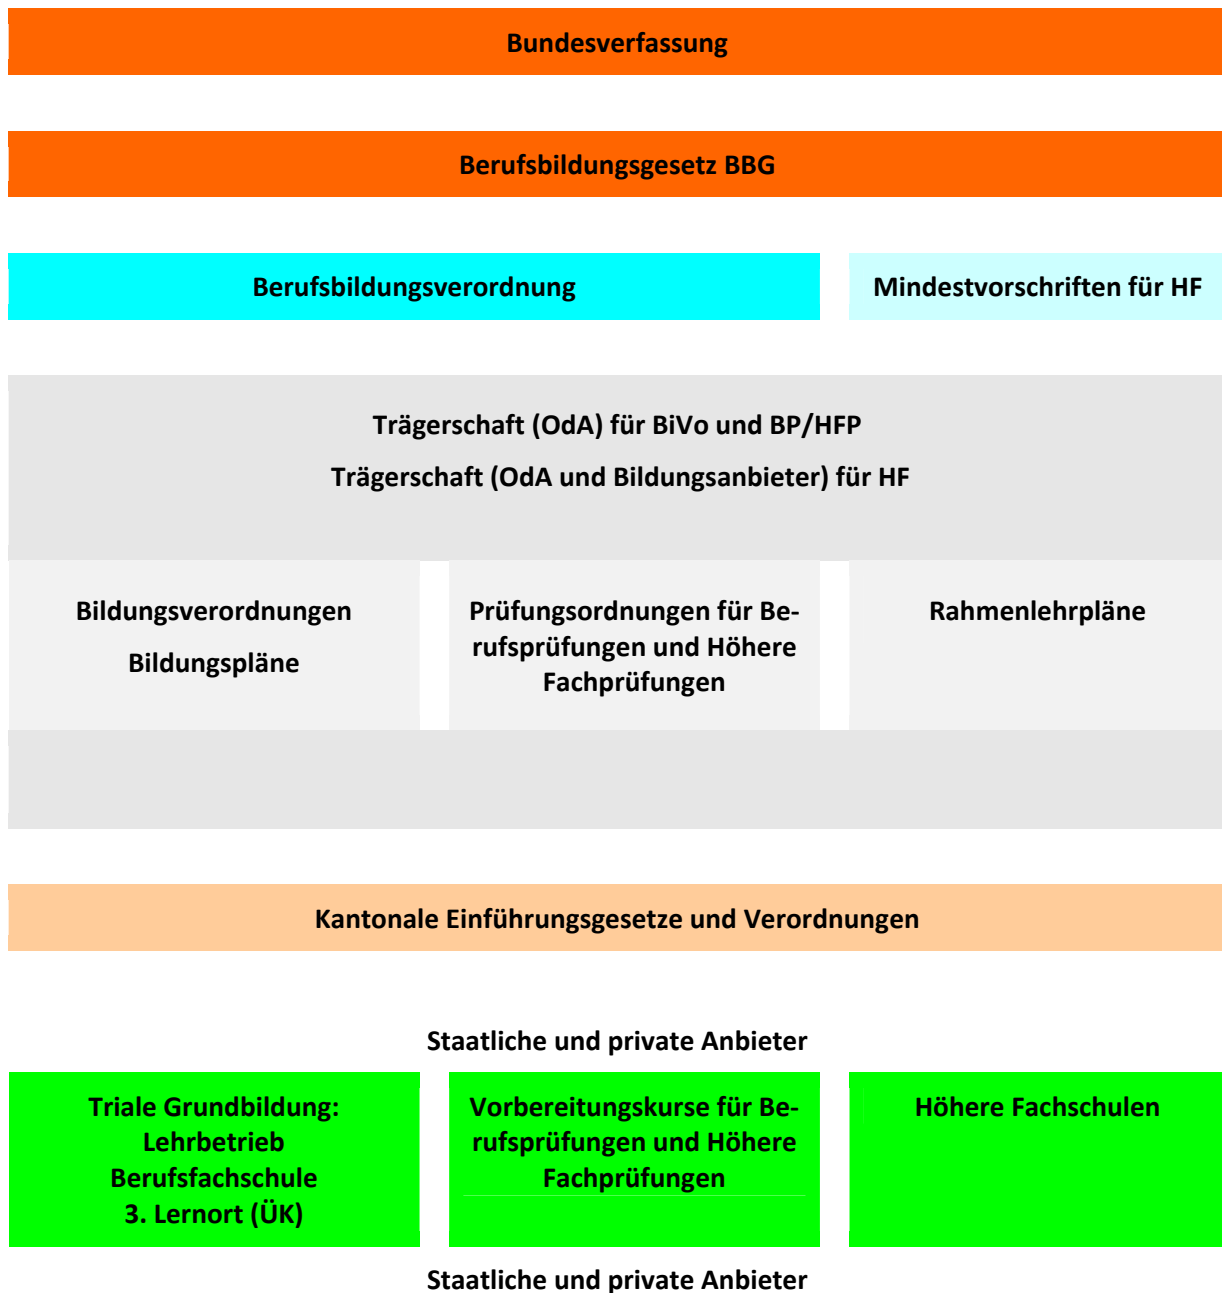 Bundesverfassung
Berufsbildungsgesetz BBG
Berufsbildungsverordnung
Mindestvorschriften für HF
Trägerschaft (OdA) für BiVo und BP/HFP
Trägerschaft (OdA und Bildungsanbieter) für HF
Bildungsverordnungen
Bildungspläne
Prüfungsordnungen für Be-
rufsprüfungen und Höhere
Fachprüfungen
Rahmenlehrpläne
Kantonale Einführungsgesetze und Verordnungen
Staatliche und private Anbieter
Triale Grundbildung:
Lehrbetrieb
Berufsfachschule
3. Lernort (ÜK)
Vorbereitungskurse für Be-
rufsprüfungen und Höhere
Fachprüfungen
Höhere Fachschulen
Staatliche und private Anbieter